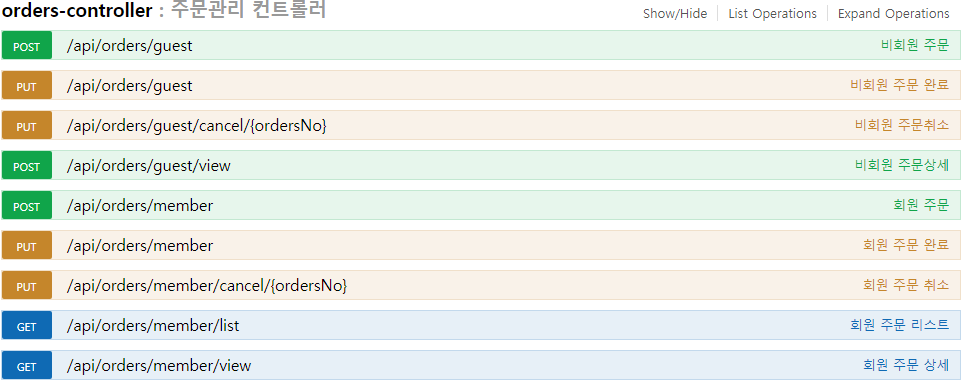 orders-controller : 주문관리 컨트롤러 Show/Hide List Operations Expand Operations
POST /api/orders/guest 비회원 주문
PUT /api/orders/guest 비회원 주문 완료
PUT /api/orders/guest/cancel/{ordersNo} 비회원 주문취소
POST /api/orders/guest/view 비회원 주문상세
POST /api/orders/member 회원 주문
PUT /api/orders/member 회원 주문 완료
PUT /api/orders/member/cancel/{ordersNo} 회원 주문 취소
GET /api/orders/member/list 회원 주문 리스트
GET /api/orders/member/view 회원 주문 상세